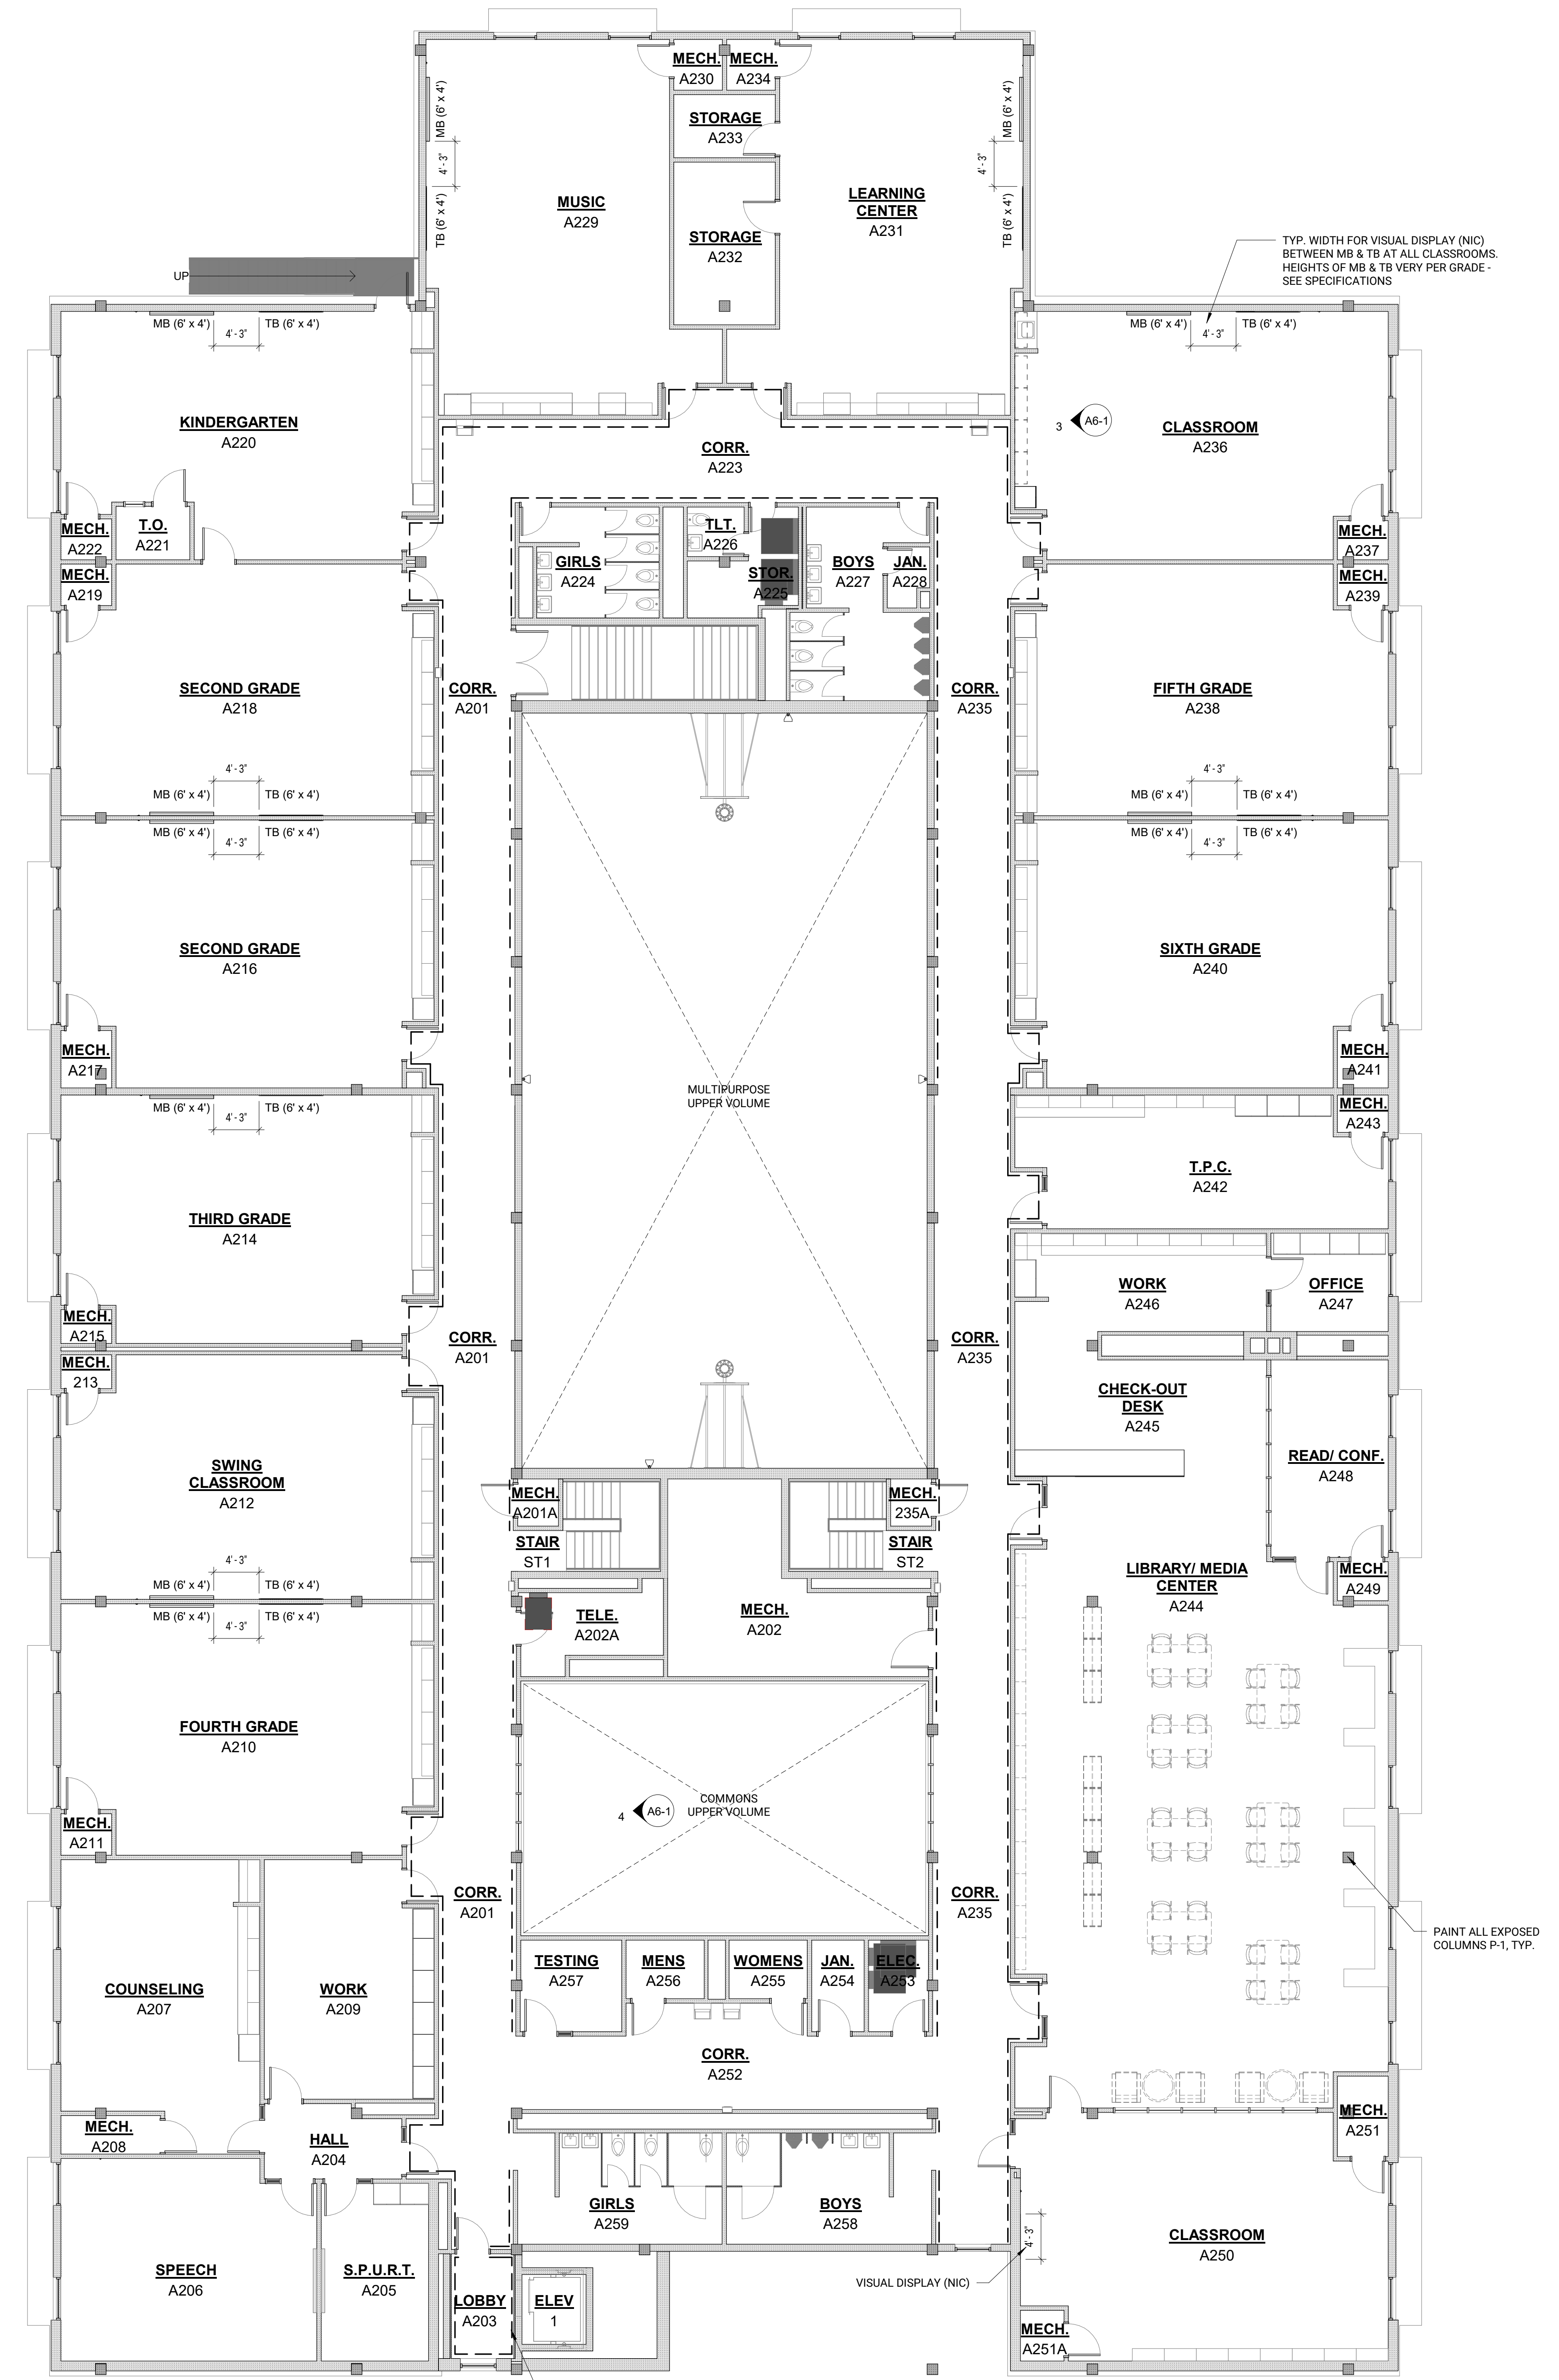 MECH.
A230
MECH.
A234
MB (6' x 4')
4' - 3"
TB (6' x 4')
STORAGE
A233
MB (6' x 4')
4' - 3"
TB (6' x 4')
MUSIC
A229
STORAGE
A232
LEARNING
CENTER
A231
TYP. WIDTH FOR VISUAL DISPLAY (NIC)
BETWEEN MB & TB AT ALL CLASSROOMS.
HEIGHTS OF MB & TB VERY PER GRADE -
SEE SPECIFICATIONS
UP
MB (6' x 4')
4' - 3"
TB (6' x 4')
MB (6' x 4')
4' - 3"
TB (6' x 4')
KINDERGARTEN
A220
CORR.
A223
3
A6-1
CLASSROOM
A236
MECH.
A222
T.O.
A221
GIRLS
A224
TLT.
A226
STOR.
A225
BOYS
A227
JAN.
A228
MECH.
A237
MECH.
A219
MECH.
A239
SECOND GRADE
A218
CORR.
A201
CORR.
A235
FIFTH GRADE
A238
4' - 3"
MB (6' x 4')
TB (6' x 4')
4' - 3"
MB (6' x 4')
TB (6' x 4')
MB (6' x 4')
4' - 3"
TB (6' x 4')
MB (6' x 4')
4' - 3"
TB (6' x 4')
SECOND GRADE
A216
SIXTH GRADE
A240
MECH.
A217
MULTIPURPOSE
UPPER VOLUME
MECH.
A241
MB (6' x 4')
4' - 3"
TB (6' x 4')
MECH.
A243
THIRD GRADE
A214
T.P.C.
A242
MECH.
A215
CORR.
A201
CORR.
A235
WORK
A246
OFFICE
A247
MECH.
213
CHECK-OUT
DESK
A245
SWING
CLASSROOM
A212
READ/ CONF.
A248
MECH.
A201A
MECH.
235A
STAIR
ST1
STAIR
ST2
4' - 3"
MB (6' x 4')
TB (6' x 4')
LIBRARY/ MEDIA
CENTER
A244
MECH.
A249
MB (6' x 4')
4' - 3"
TB (6' x 4')
TELE.
A202A
MECH.
A202
FOURTH GRADE
A210
MECH.
A211
4
A6-1
COMMONS
UPPER VOLUME
CORR.
A201
CORR.
A235
PAINT ALL EXPOSED
COLUMNS P-1, TYP.
COUNSELING
A207
WORK
A209
TESTING
A257
MENS
A256
WOMENS
A255
JAN.
A254
ELEC.
A253
CORR.
A252
MECH.
A208
HALL
A204
MECH.
A251
GIRLS
A259
BOYS
A258
4' - 3"
CLASSROOM
A250
SPEECH
A206
S.P.U.R.T.
A205
VISUAL DISPLAY (NIC)
LOBBY
A203
ELEV
1
MECH.
A251A